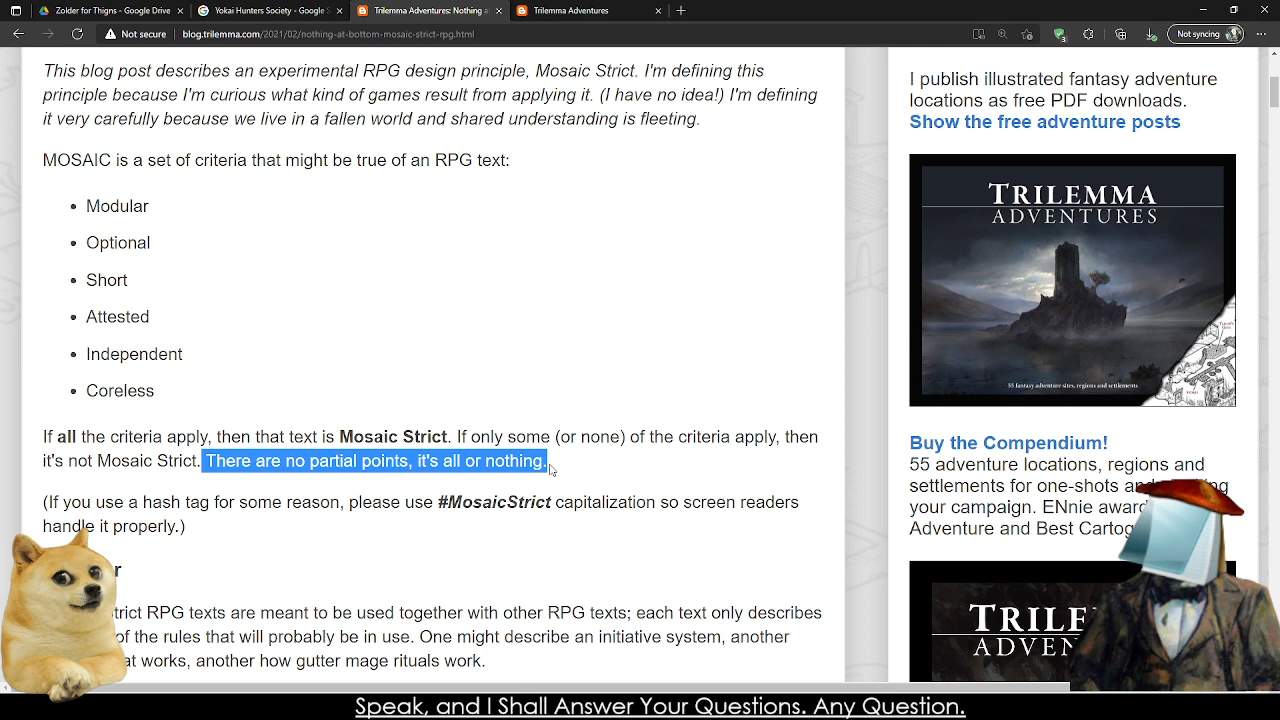 Zolder for Thigns - Google Drive
Yokai Hunters Society - Google S
Trilemma Adventures: Nothing a
Trilemma Adventures
Not secure
blog.trilemma.com/2021/02/nothing-at-bottom-mosaic-strict-rpg.html
Not syncing
This blog post describes an experimental RPG design principle, Mosaic Strict. I'm defining this
principle because I'm curious what kind of games result from applying it. (I have no idea!) I'm defining
it very carefully because we live in a fallen world and shared understanding is fleeting.
MOSAIC is a set of criteria that might be true of an RPG text:
Modular
Optional
Short
Attested
Independent
Coreless
If all the criteria apply, then that text is Mosaic Strict. If only some (or none) of the criteria apply, then
it's not Mosaic Strict. There are no partial points, it's all or nothing.
(If you use a hash tag for some reason, please use #MosaicStrict capitalization so screen readers
handle it properly.)
r
trict RPG texts are meant to be used together with other RPG texts; each text only describes
of the rules that will probably be in use. One might describe an initiative system, another
at works, another how gutter mage rituals work.
I publish illustrated fantasy adventure
locations as free PDF downloads.
Show the free adventure posts
TRILEMMA
ADVENTURES
55 fantasy adventure sites, regions and settlements
Buy the Compendium!
55 adventure locations, regions and
settlements for one-shots and
ng
your campaign. ENnie award
Adventure and Best Cartog
TRILE
ADVEN
Speak, and I Shall Answer Your Questions. Any Question.